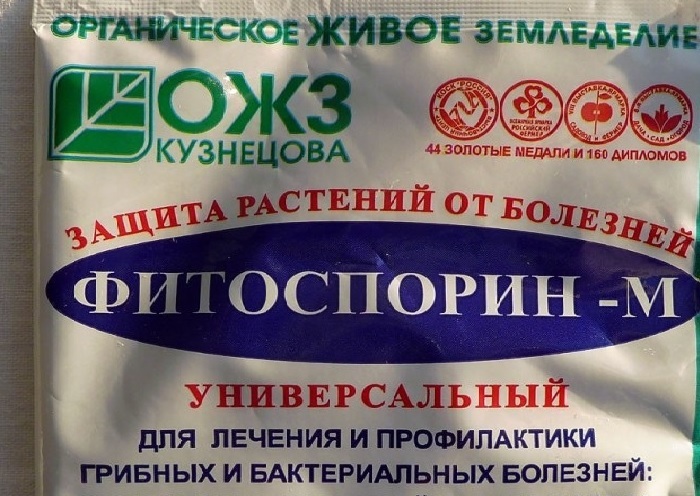 ОРГАНИЧЕСКОЕ ЖИВОЕ ЗЕМЛЕДЕЛИЕ
ОЖЗ
КУЗНЕЦОВА
44 ЗОЛОТЫЕ МЕДАЛИ И 160 ДИПЛОМОВ
ЗАЩИТА РАСТЕНИЙ ОТ БОЛЕЗНЕЙ
ФИТОСПОРИН -М
УНИВЕРСАЛЬНЫЙ
ДЛЯ ЛЕЧЕНИЯ И ПРОФИЛАКТИКИ
ГРИБНЫХ И БАКТЕРИАЛЬНЫХ БОЛЕЗНЕЙ: